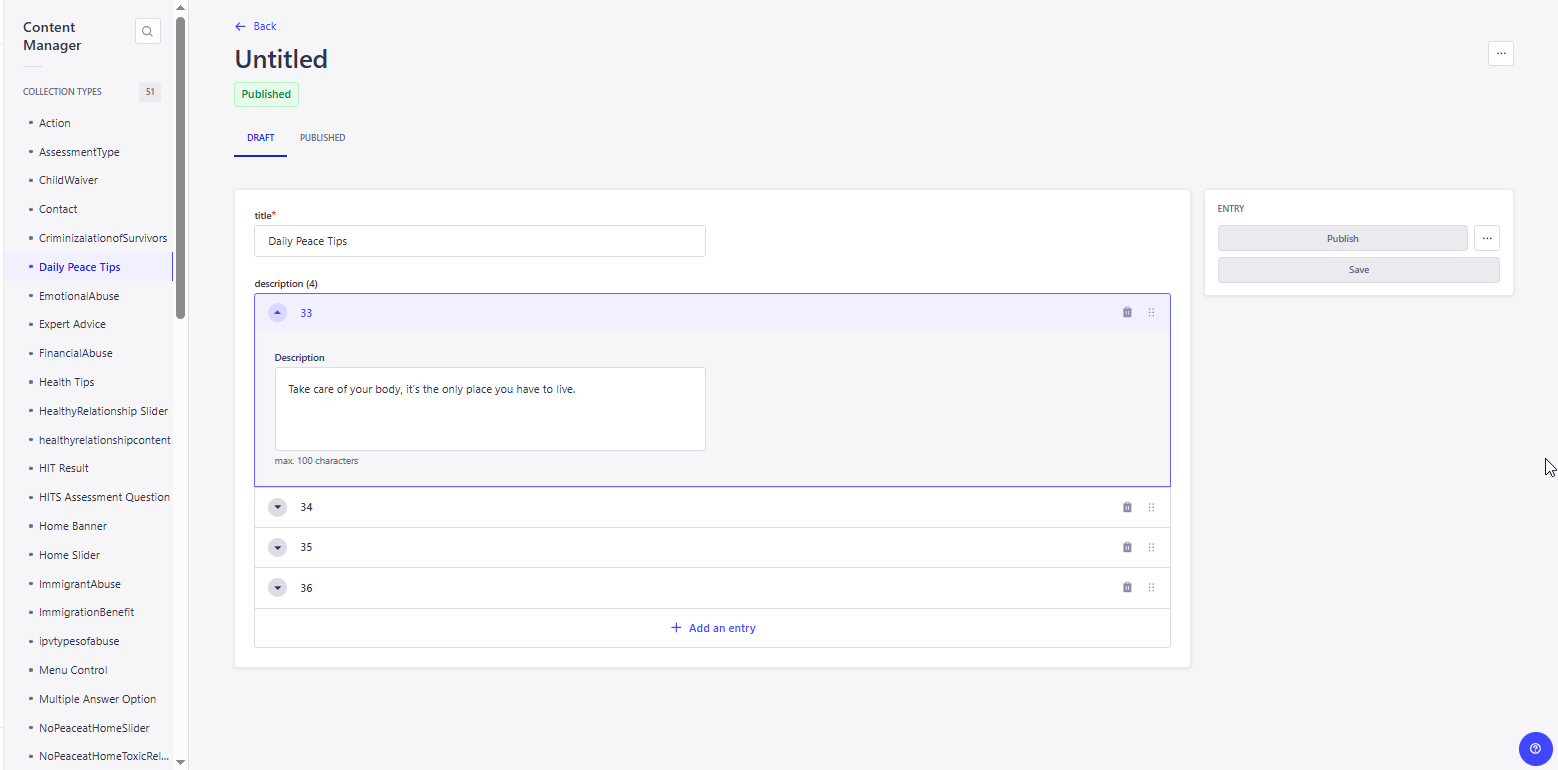 Content
Manager
COLLECTION TYPES 51
Action
AssessmentType
ChildWaiver
Contact
CriminizalationofSurvivors
Daily Peace Tips
EmotionalAbuse
Expert Advice
FinancialAbuse
Health Tips
HealthyRelationship Slider
healthyrelationshipcontent
HIT Result
HITS Assessment Question
Home Banner
Home Slider
ImmigrantAbuse
ImmigrationBenefit
ipvtypesofabuse
Menu Control
Multiple Answer Option
NoPeaceatHomeSlider
NoPeaceatHomeToxicRel...
Back
Untitled
Published
DRAFT PUBLISHED
title*
Daily Peace Tips
description (4)
33
Description
Take care of your body, it's the only place you have to live.
max. 100 characters
34
35
36
Add an entry
ENTRY
Publish
Save